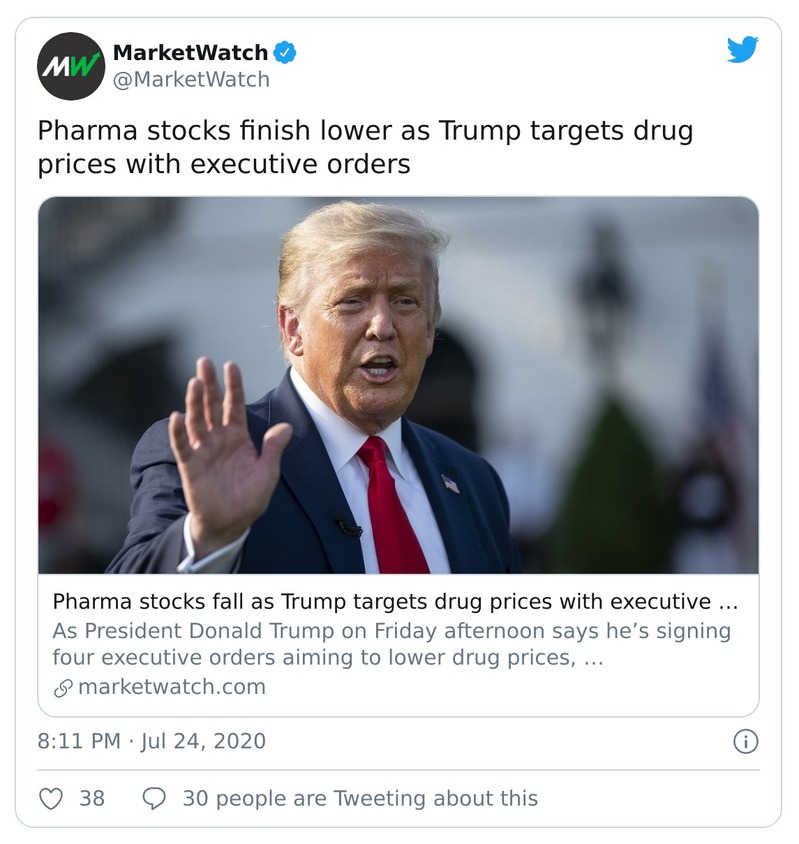 MW
MarketWatch
@MarketWatch
Pharma stocks finish lower as Trump targets drug
prices with executive orders
Pharma stocks fall as Trump targets drug prices with executive ...
As President Donald Trump on Friday afternoon says he’s signing
four executive orders aiming to lower drug prices, ...
marketwatch.com
8:11 PM · Jul 24, 2020
38
30 people are Tweeting about this